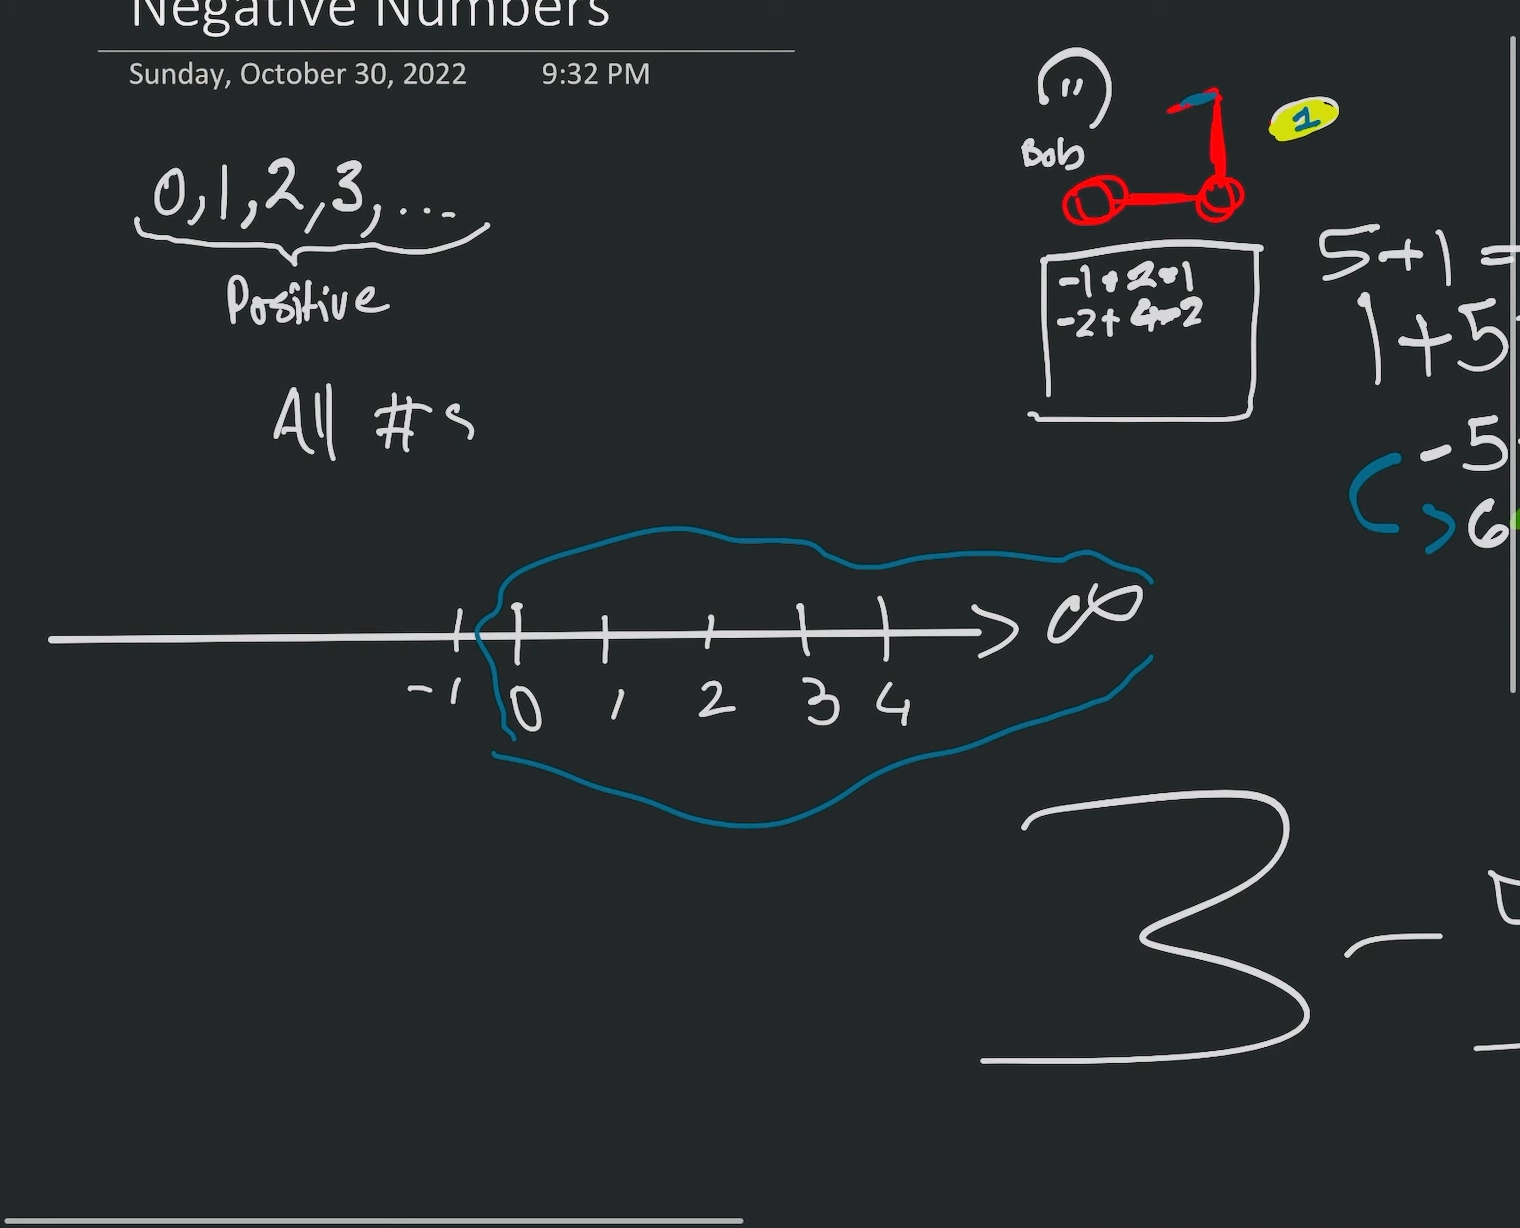 Negative Numbers
Sunday, October 30, 2022 9:32 PM
0,1,2,3,...
Positive
All #s
-1 0 1 2 3 4
∞
Bob
1
-1+2=1
-2+4=2
5+1=
1+5
-5
6
3-